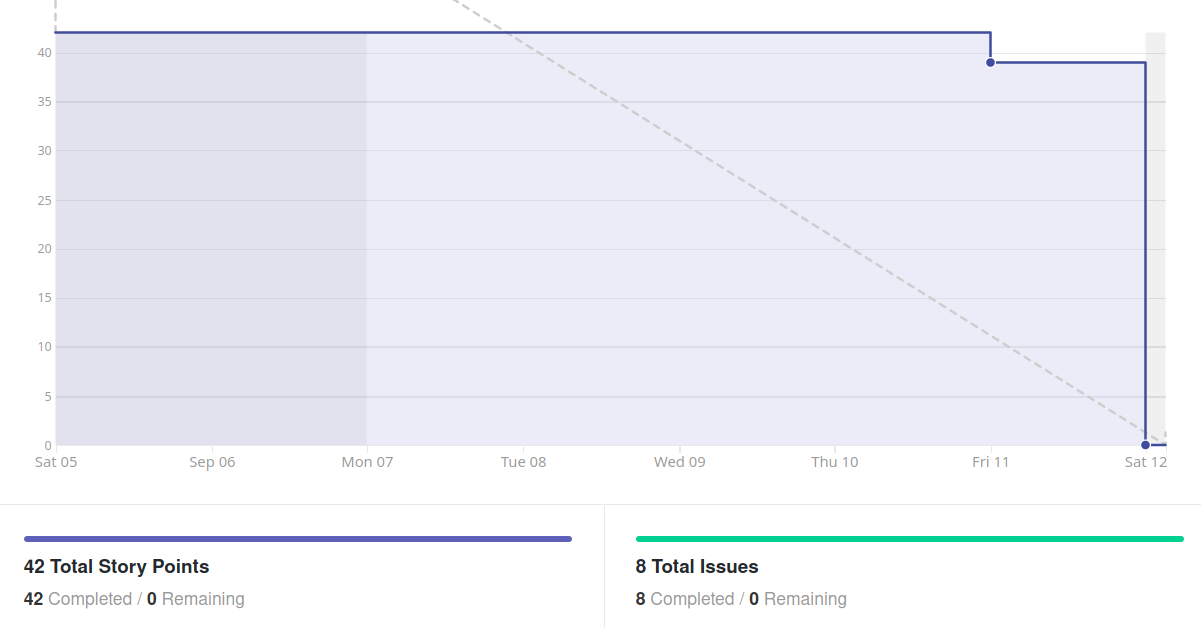 40
35
30
25
20
15
10
5
0
Sat 05 Sep 06 Mon 07 Tue 08 Wed 09 Thu 10 Fri 11 Sat 12
42 Total Story Points
42 Completed / 0 Remaining
8 Total Issues
8 Completed / 0 Remaining